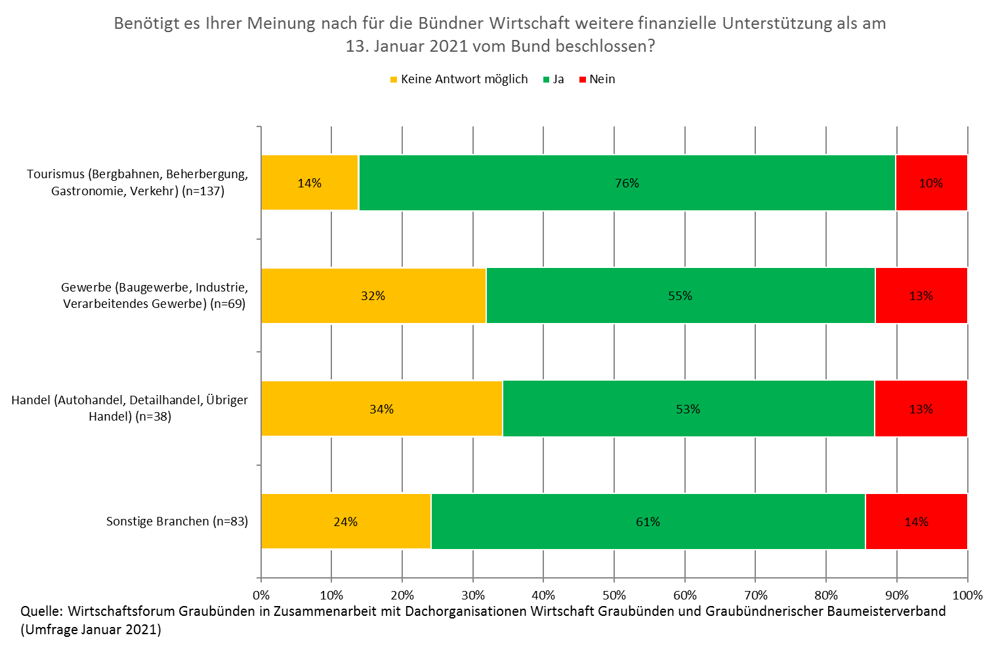 Benötigt es Ihrer Meinung nach für die Bündner Wirtschaft weitere finanzielle Unterstützung als am
13. Januar 2021 vom Bund beschlossen?
Keine Antwort möglich Ja Nein
Tourismus (Bergbahnen, Beherbergung,
Gastronomie, Verkehr) (n=137)
14% 76% 10%
Gewerbe (Baugewerbe, Industrie,
Verarbeitendes Gewerbe) (n=69)
32% 55% 13%
Handel (Autohandel, Detailhandel, Übriger
Handel) (n=38)
34% 53% 13%
Sonstige Branchen (n=83)
24% 61% 14%
0% 10% 20% 30% 40% 50% 60% 70% 80% 90% 100%
Quelle: Wirtschaftsforum Graubünden in Zusammenarbeit mit Dachorganisationen Wirtschaft Graubünden und Graubündnerischer Baumeisterverband
(Umfrage Januar 2021)